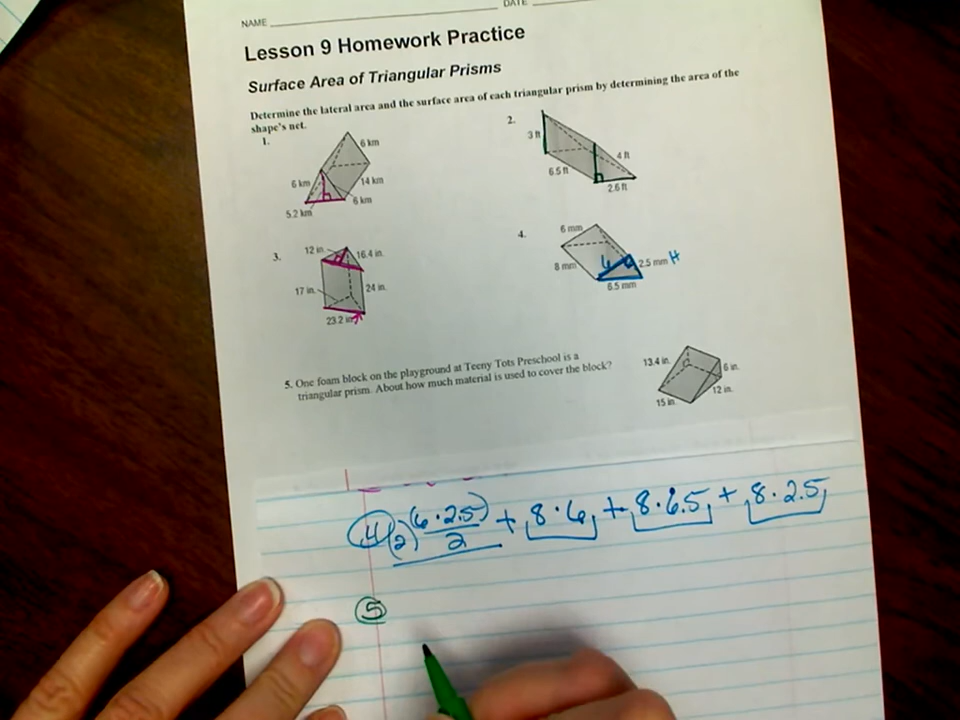 NAME DATE
Lesson 9 Homework Practice
Surface Area of Triangular Prisms
Determine the lateral area and the surface area of each triangular prism by determining the area of the
shape's net.
1.
6 km
6 km
14 km
6 km
5.2 km
2.
3 ft
4 ft
6.5 ft
2.6 ft
3.
12 in.
16.4 in.
17 in.
24 in.
23.2 in.
4.
6 mm
8 mm
6
2.5 mm H
6.5 mm
5. One foam block on the playground at Teeny Tots Preschool is a
triangular prism. About how much material is used to cover the block?
13.4 in.
6 in.
12 in.
15 in.
4 (2) (6 · 2.5) / 2 + 8 · 6 + 8 · 6.5 + 8 · 2.5
5